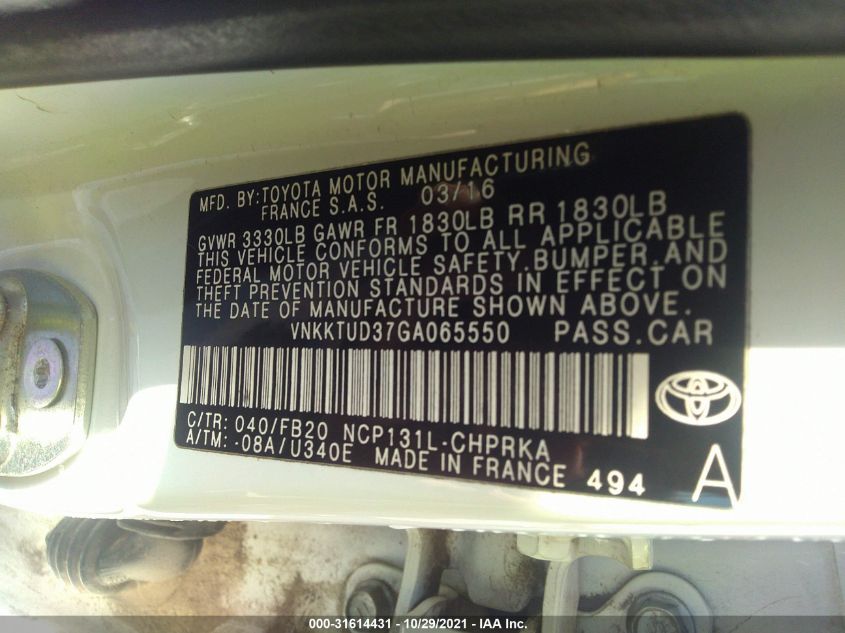 MFD. BY: TOYOTA MOTOR MANUFACTURING
FRANCE S.A.S. 03/16
GVWR 3330LB GAWR FR 1830LB RR 1830LB
THIS VEHICLE CONFORMS TO ALL APPLICABLE
FEDERAL MOTOR VEHICLE SAFETY, BUMPER, AND
THEFT PREVENTION STANDARDS IN EFFECT ON
THE DATE OF MANUFACTURE SHOWN ABOVE.
VNKKTUD37GA065550 PASS.CAR
C/TR: 040/FB20 NCP131L-CHPRKA
A/TM: -08A/U340E MADE IN FRANCE 494
A
000-31614431 - 10/29/2021 - IAA Inc.